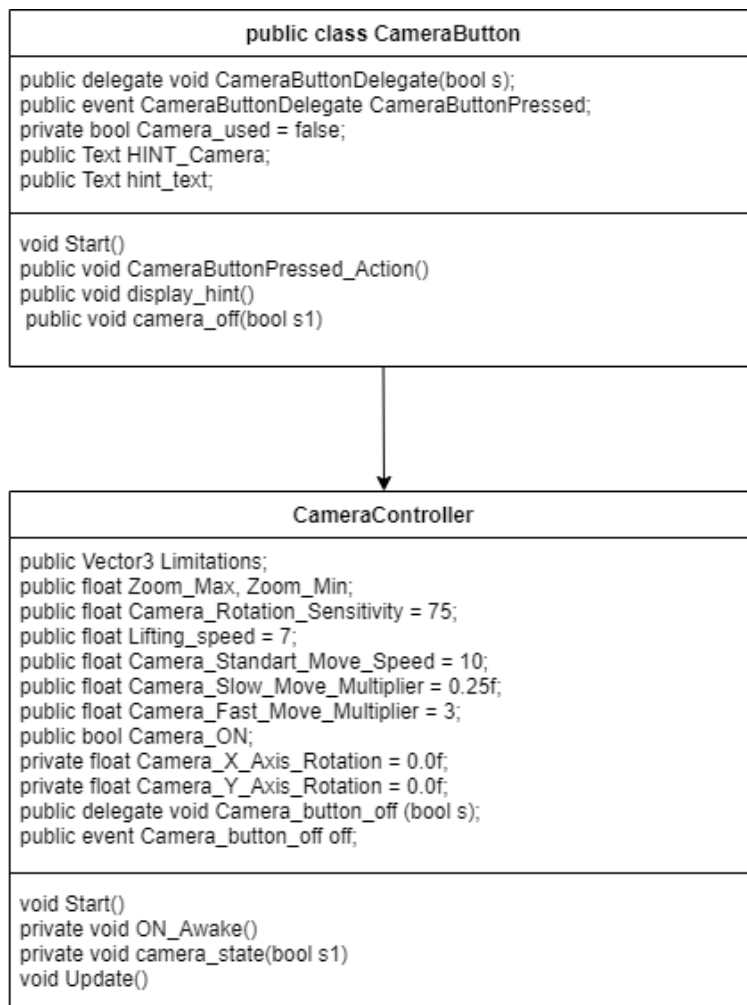 public class CameraButton
public delegate void CameraButtonDelegate(bool s);
public event CameraButtonDelegate CameraButtonPressed;
private bool Camera_used = false;
public Text HINT_Camera;
public Text hint_text;
void Start()
public void CameraButtonPressed_Action()
public void display_hint()
public void camera_off(bool s1)
CameraController
public Vector3 Limitations;
public float Zoom_Max, Zoom_Min;
public float Camera_Rotation_Sensitivity = 75;
public float Lifting_speed = 7;
public float Camera_Standart_Move_Speed = 10;
public float Camera_Slow_Move_Multiplier = 0.25f;
public float Camera_Fast_Move_Multiplier = 3;
public bool Camera_ON;
private float Camera_X_Axis_Rotation = 0.0f;
private float Camera_Y_Axis_Rotation = 0.0f;
public delegate void Camera_button_off (bool s);
public event Camera_button_off off;
void Start()
private void ON_Awake()
private void camera_state(bool s1)
void Update()